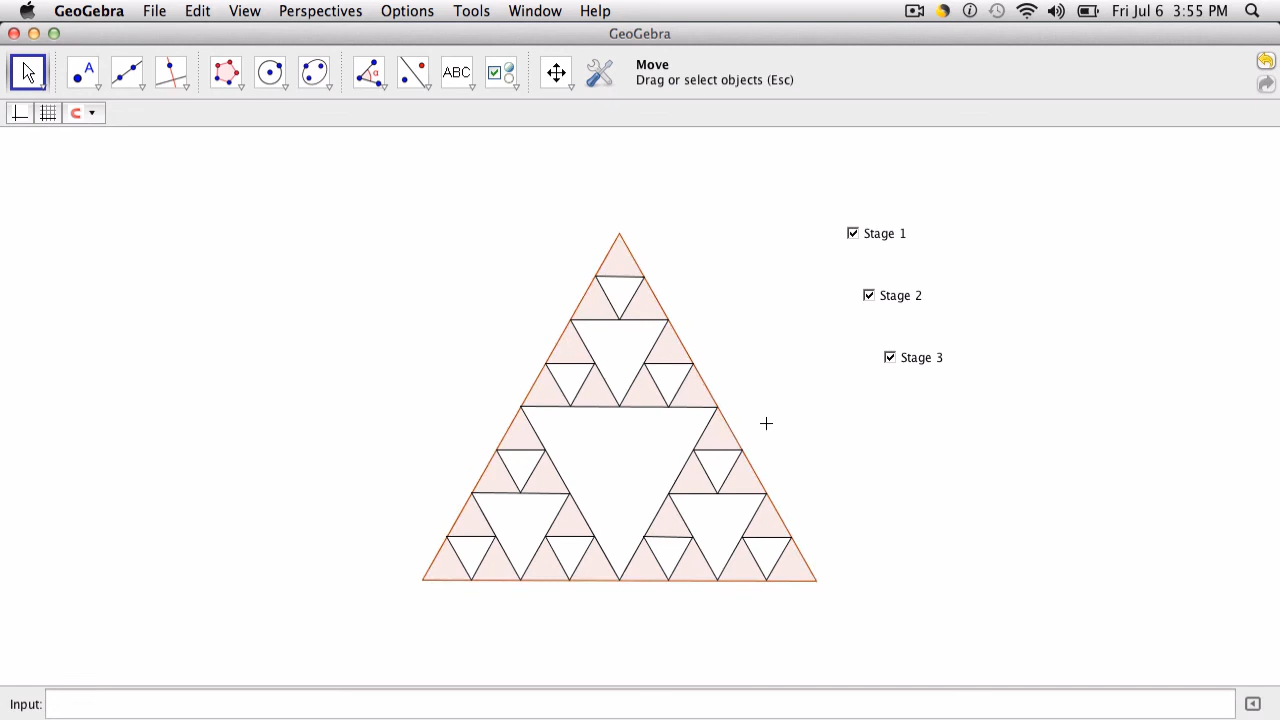 GeoGebra File Edit View Perspectives Options Tools Window Help Fri Jul 6 3:55 PM
GeoGebra
A α ABC
Move
Drag or select objects (Esc)
Stage 1
Stage 2
Stage 3
Input: